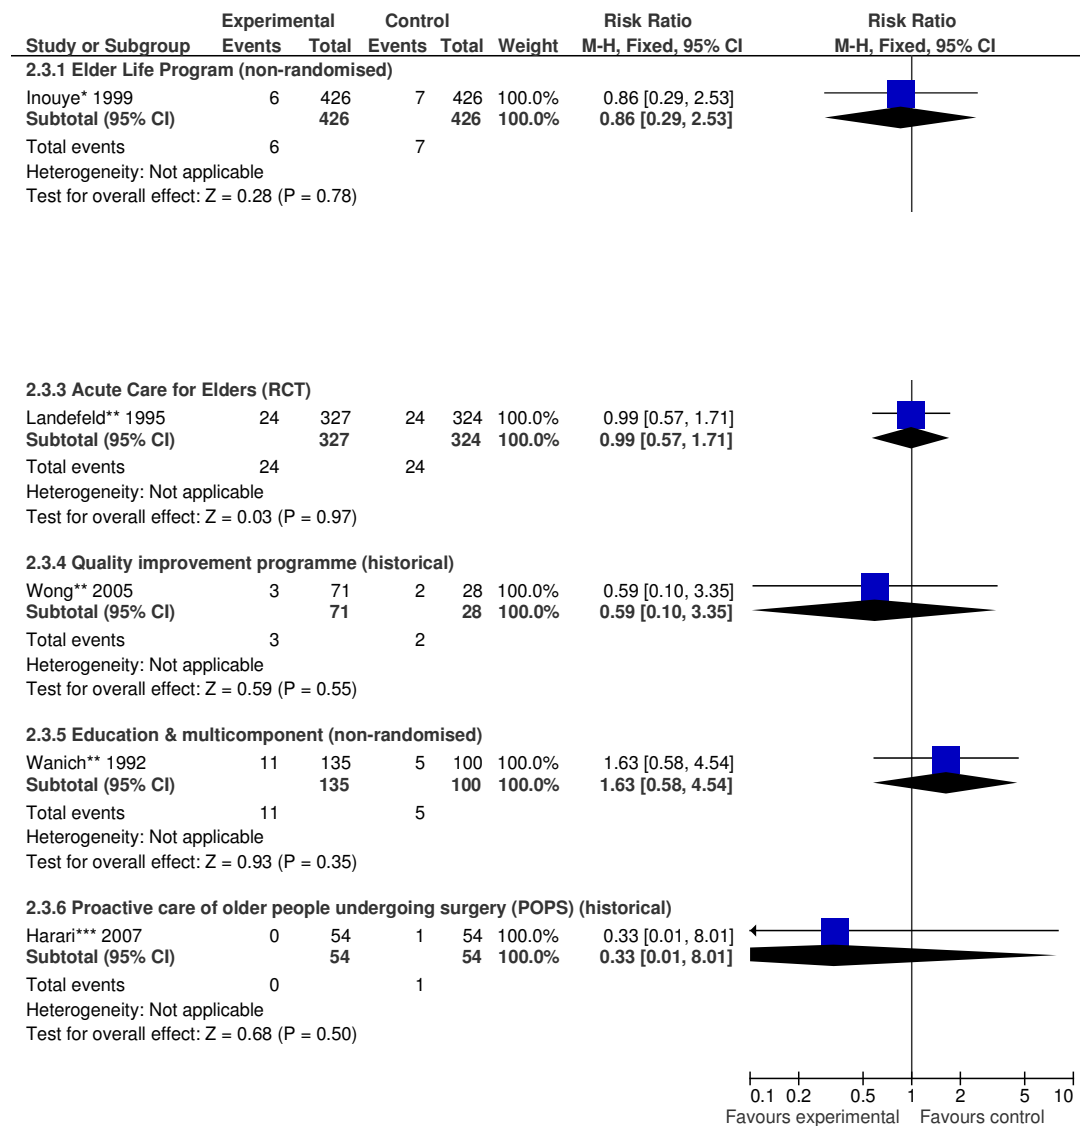 Experimental Control Risk Ratio Risk Ratio
Study or Subgroup Events Total Events Total Weight M-H, Fixed, 95% CI M-H, Fixed, 95% CI
2.3.1 Elder Life Program (non-randomised)
Inouye* 1999 6 426 7 426 100.0% 0.86 [0.29, 2.53]
Subtotal (95% CI) 426 426 100.0% 0.86 [0.29, 2.53]
Total events 6 7
Heterogeneity: Not applicable
Test for overall effect: Z = 0.28 (P = 0.78)
2.3.3 Acute Care for Elders (RCT)
Landefeld** 1995 24 327 24 324 100.0% 0.99 [0.57, 1.71]
Subtotal (95% CI) 327 324 100.0% 0.99 [0.57, 1.71]
Total events 24 24
Heterogeneity: Not applicable
Test for overall effect: Z = 0.03 (P = 0.97)
2.3.4 Quality improvement programme (historical)
Wong** 2005 3 71 2 28 100.0% 0.59 [0.10, 3.35]
Subtotal (95% CI) 71 28 100.0% 0.59 [0.10, 3.35]
Total events 3 2
Heterogeneity: Not applicable
Test for overall effect: Z = 0.59 (P = 0.55)
2.3.5 Education & multicomponent (non-randomised)
Wanich** 1992 11 135 5 100 100.0% 1.63 [0.58, 4.54]
Subtotal (95% CI) 135 100 100.0% 1.63 [0.58, 4.54]
Total events 11 5
Heterogeneity: Not applicable
Test for overall effect: Z = 0.93 (P = 0.35)
2.3.6 Proactive care of older people undergoing surgery (POPS) (historical)
Harari*** 2007 0 54 1 54 100.0% 0.33 [0.01, 8.01]
Subtotal (95% CI) 54 54 100.0% 0.33 [0.01, 8.01]
Total events 0 1
Heterogeneity: Not applicable
Test for overall effect: Z = 0.68 (P = 0.50)
0.1 0.2 0.5 1 2 5 10
Favours experimental Favours control